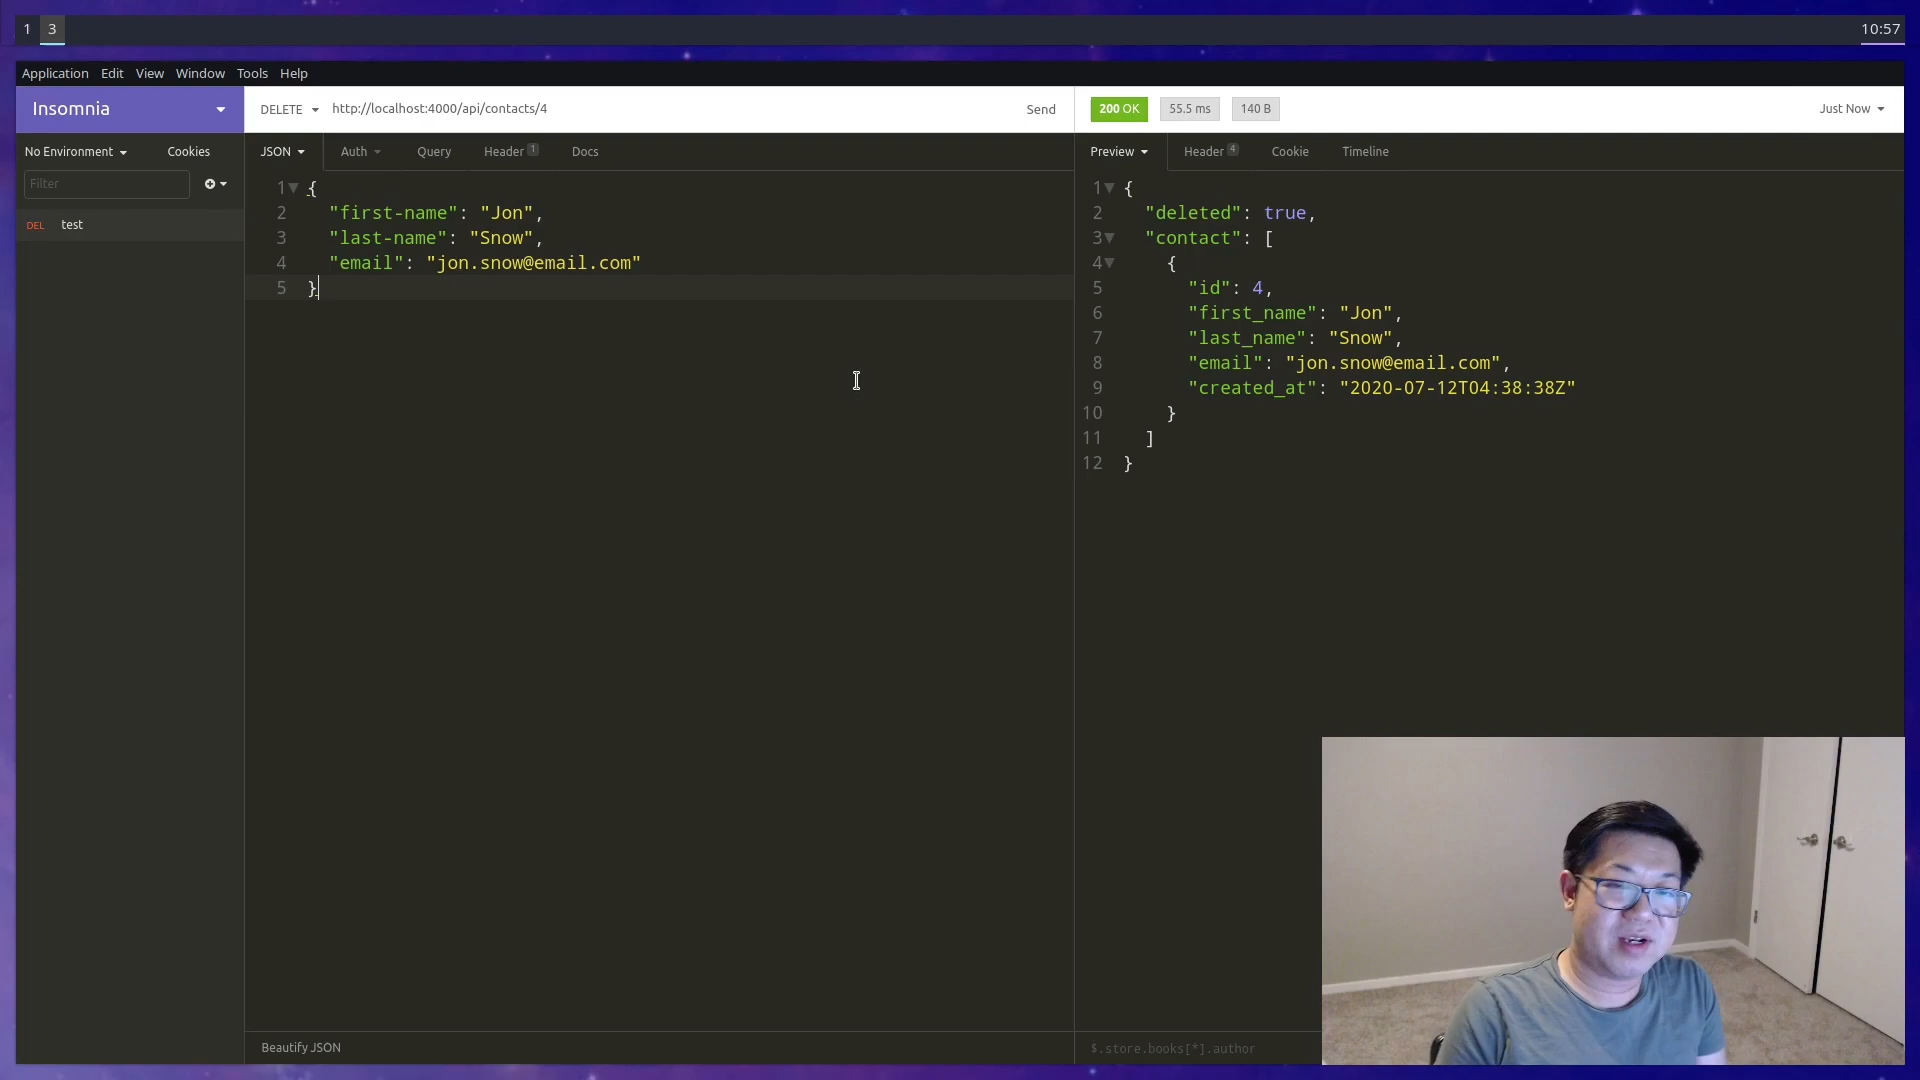 1 3 10:57
Application Edit View Window Tools Help
Insomnia DELETE http://localhost:4000/api/contacts/4 Send 200 OK 55.5 ms 140 B Just Now
No Environment Cookies JSON Auth Query Header 1 Docs Preview Header 4 Cookie Timeline
Filter
DEL test
1 {
2 "first-name": "Jon",
3 "last-name": "Snow",
4 "email": "jon.snow@email.com"
5 }
Beautify JSON
1 {
2 "deleted": true,
3 "contact": [
4 {
5 "id": 4,
6 "first_name": "Jon",
7 "last_name": "Snow",
8 "email": "jon.snow@email.com",
9 "created_at": "2020-07-12T04:38:38Z"
10 }
11 ]
12 }
$.store.books[*].author